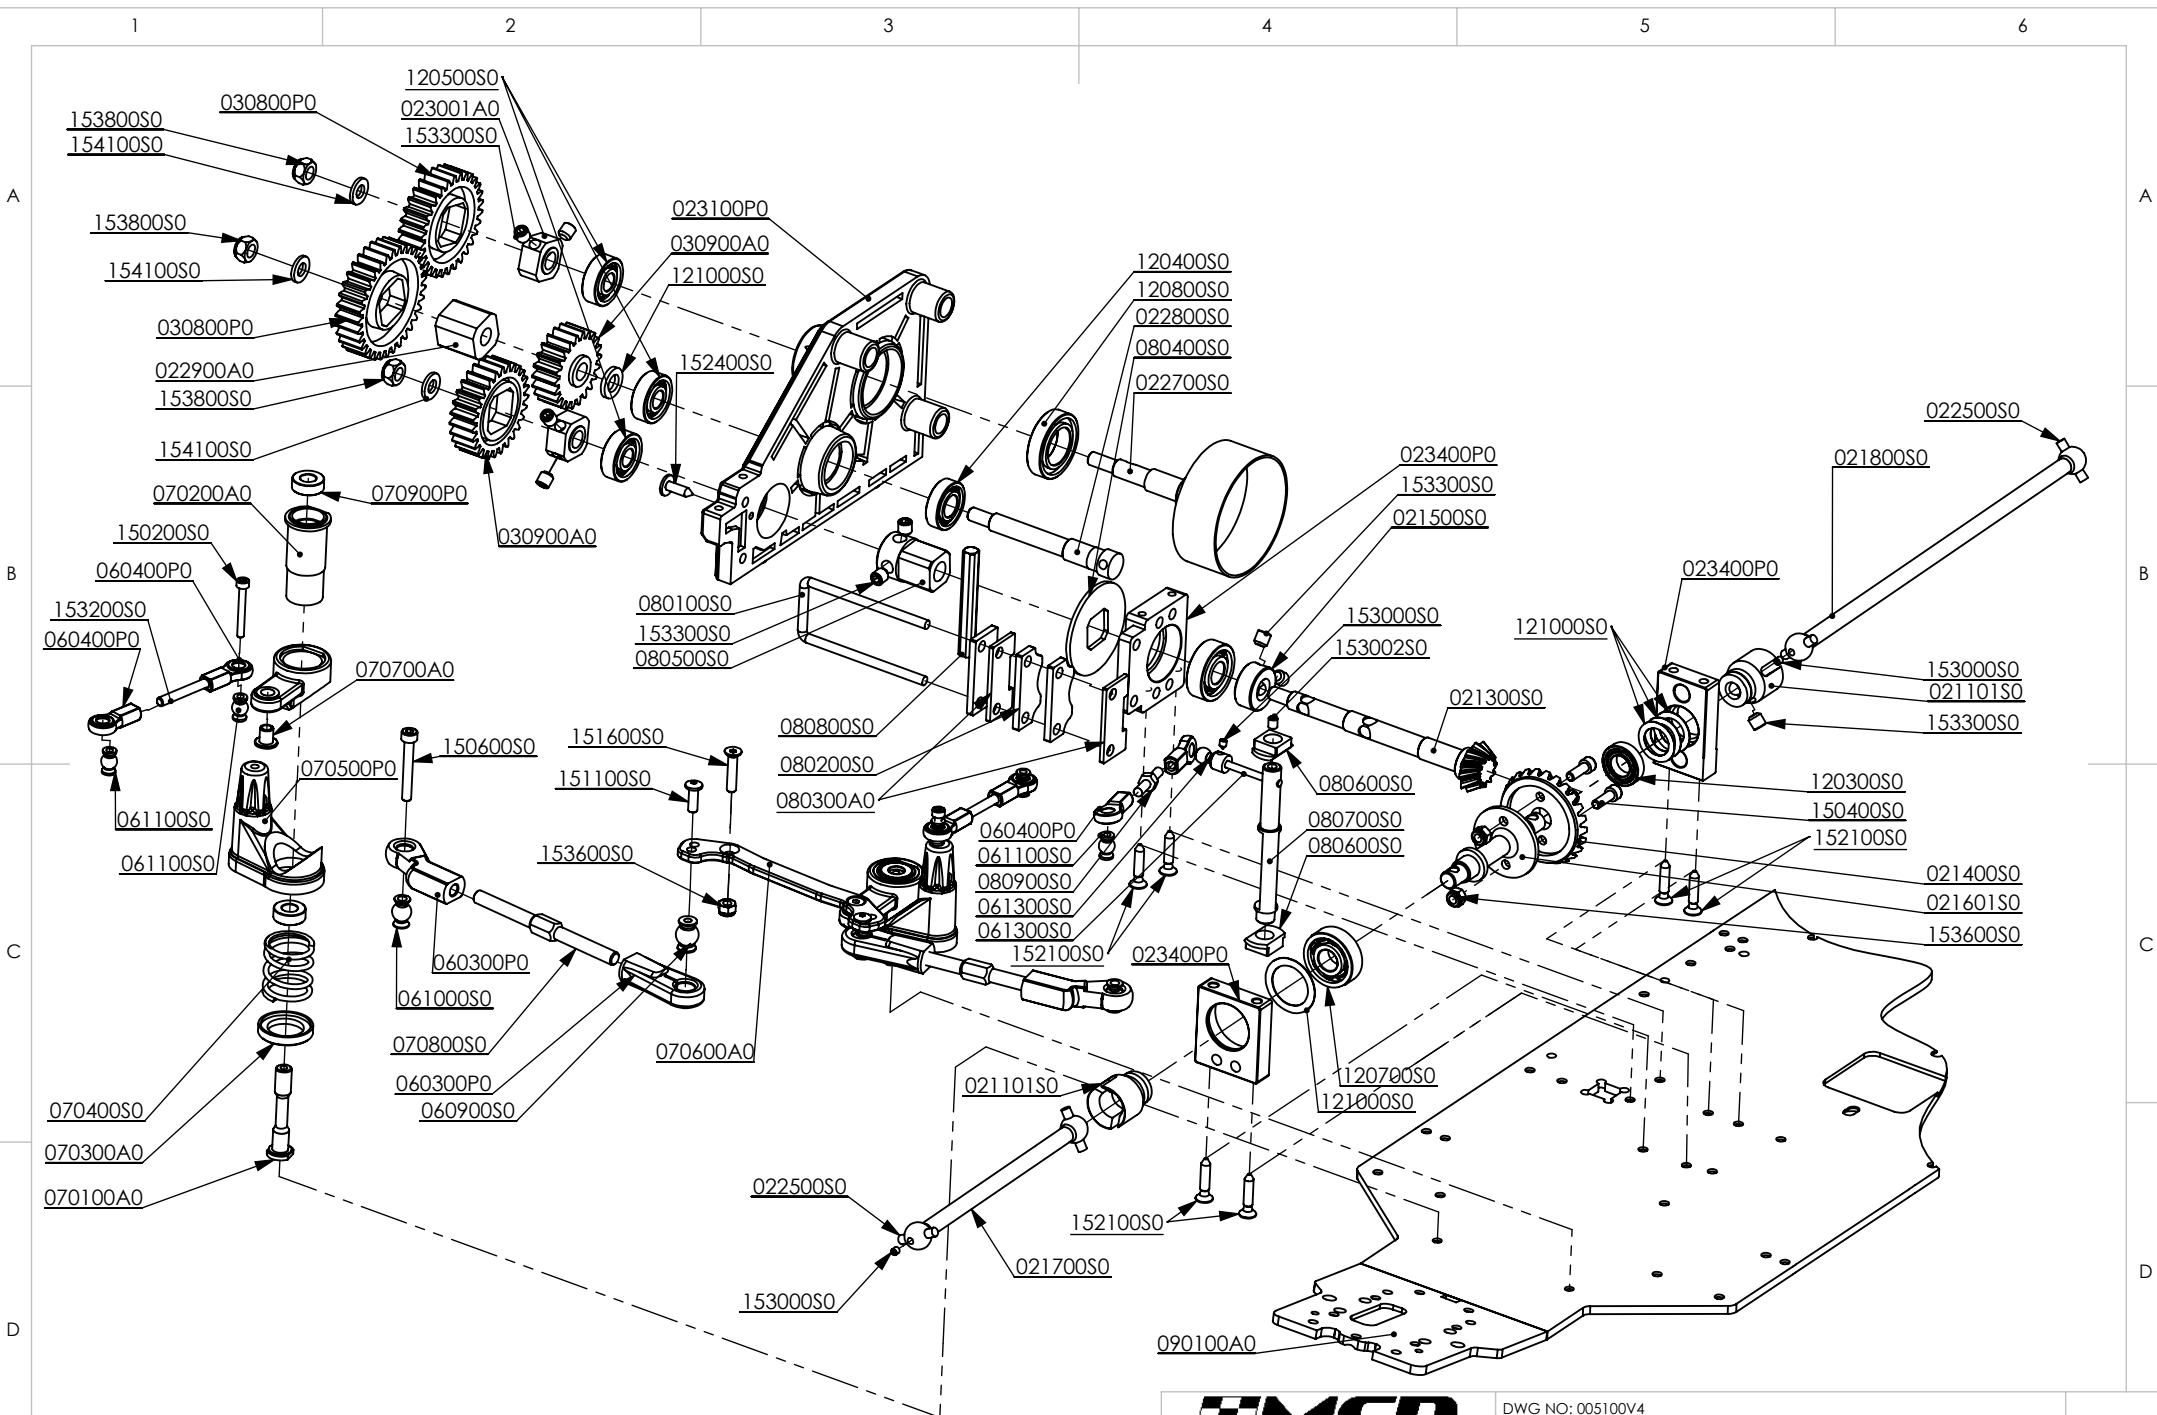 1 2 3 4 5 6
A
B
C
D
A
B
C
D
120500S0
023001A0
153300S0
030800P0
153800S0
154100S0
153800S0
154100S0
030800P0
022900A0
153800S0
154100S0
023100P0
030900A0
121000S0
152400S0
030900A0
120400S0
120800S0
022800S0
080400S0
022700S0
023400P0
153300S0
021500S0
022500S0
021800S0
023400P0
121000S0
153000S0
021101S0
153300S0
070200A0
070900P0
150200S0
060400P0
153200S0
060400P0
070700A0
061100S0
061100S0
070500P0
150600S0
080100S0
153300S0
080500S0
080800S0
080200S0
080300A0
153000S0
153002S0
021300S0
151600S0
151100S0
153600S0
060400P0
061100S0
080900S0
061300S0
061300S0
152100S0
080600S0
080700S0
080600S0
023400P0
120300S0
150400S0
152100S0
021400S0
021601S0
153600S0
060300P0
061000S0
070800S0
060300P0
060900S0
070600A0
070400S0
070300A0
070100A0
021101S0
120700S0
121000S0
022500S0
021700S0
153000S0
152100S0
090100A0
MCD
DWG NO: 005100V4